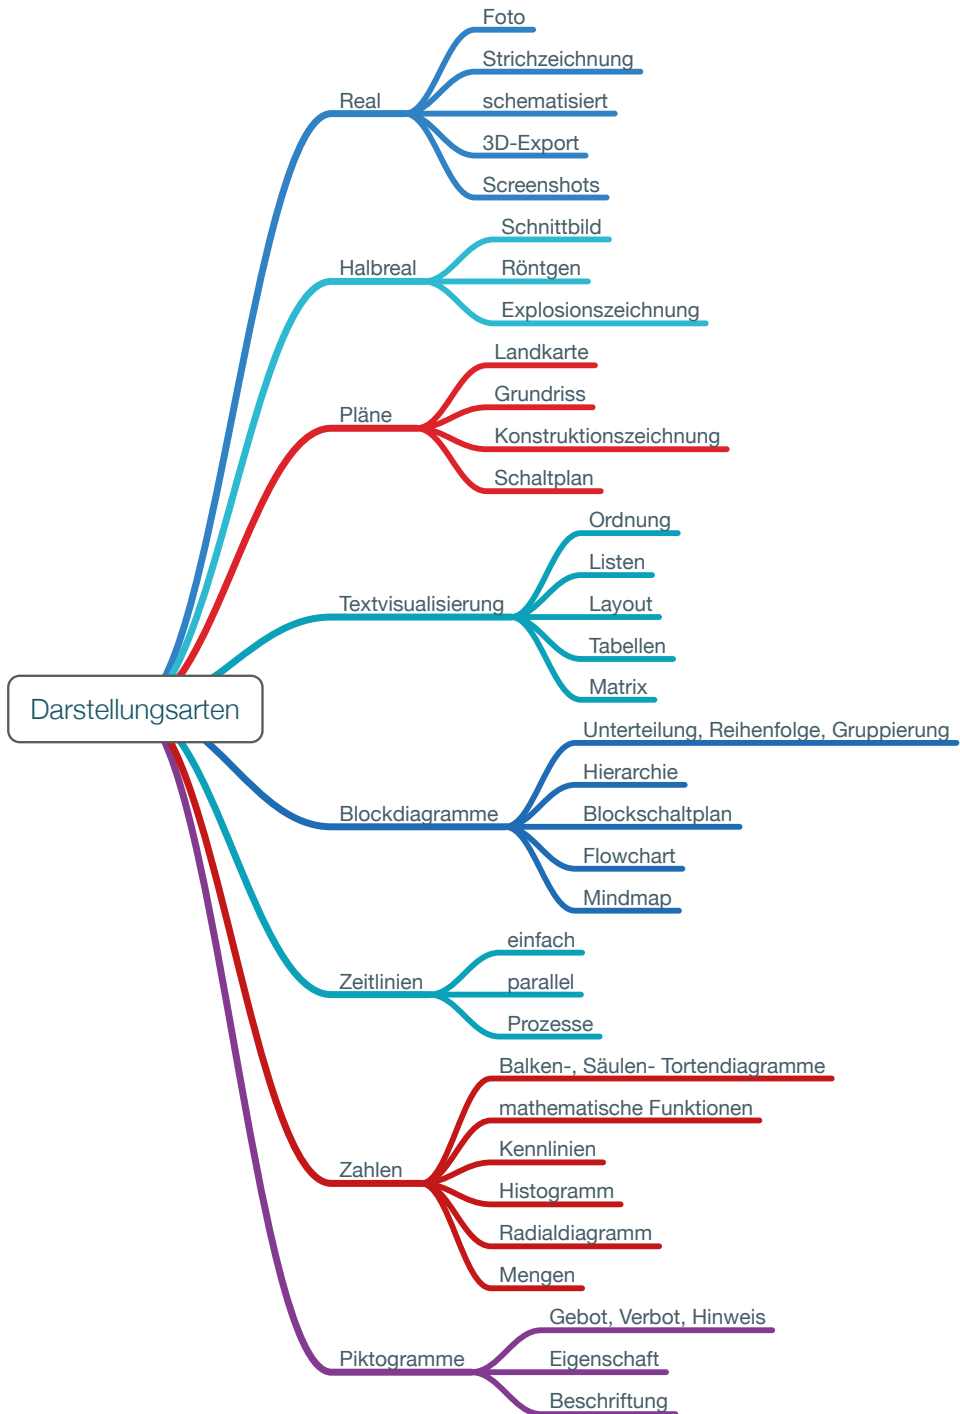 Darstellungsarten
Real
Foto
Strichzeichnung
schematisiert
3D-Export
Screenshots
Halbreal
Schnittbild
Röntgen
Explosionszeichnung
Pläne
Landkarte
Grundriss
Konstruktionszeichnung
Schaltplan
Textvisualisierung
Ordnung
Listen
Layout
Tabellen
Matrix
Blockdiagramme
Unterteilung, Reihenfolge, Gruppierung
Hierarchie
Blockschaltplan
Flowchart
Mindmap
Zeitlinien
einfach
parallel
Prozesse
Zahlen
Balken-, Säulen- Tortendiagramme
mathematische Funktionen
Kennlinien
Histogramm
Radialdiagramm
Mengen
Piktogramme
Gebot, Verbot, Hinweis
Eigenschaft
Beschriftung